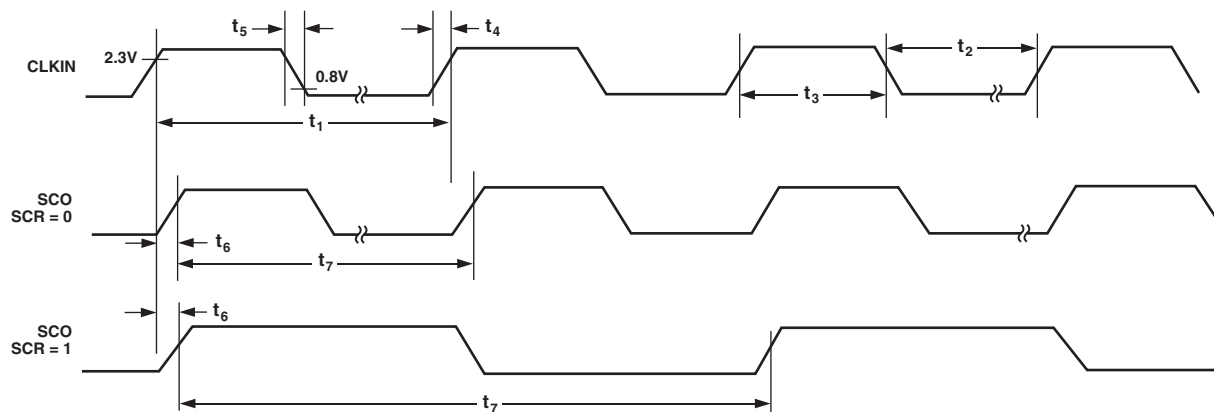 t5
t4
CLKIN
2.3V
0.8V
t2
t3
t1
SCO
SCR = 0
t6
t7
t6
SCO
SCR = 1
t7